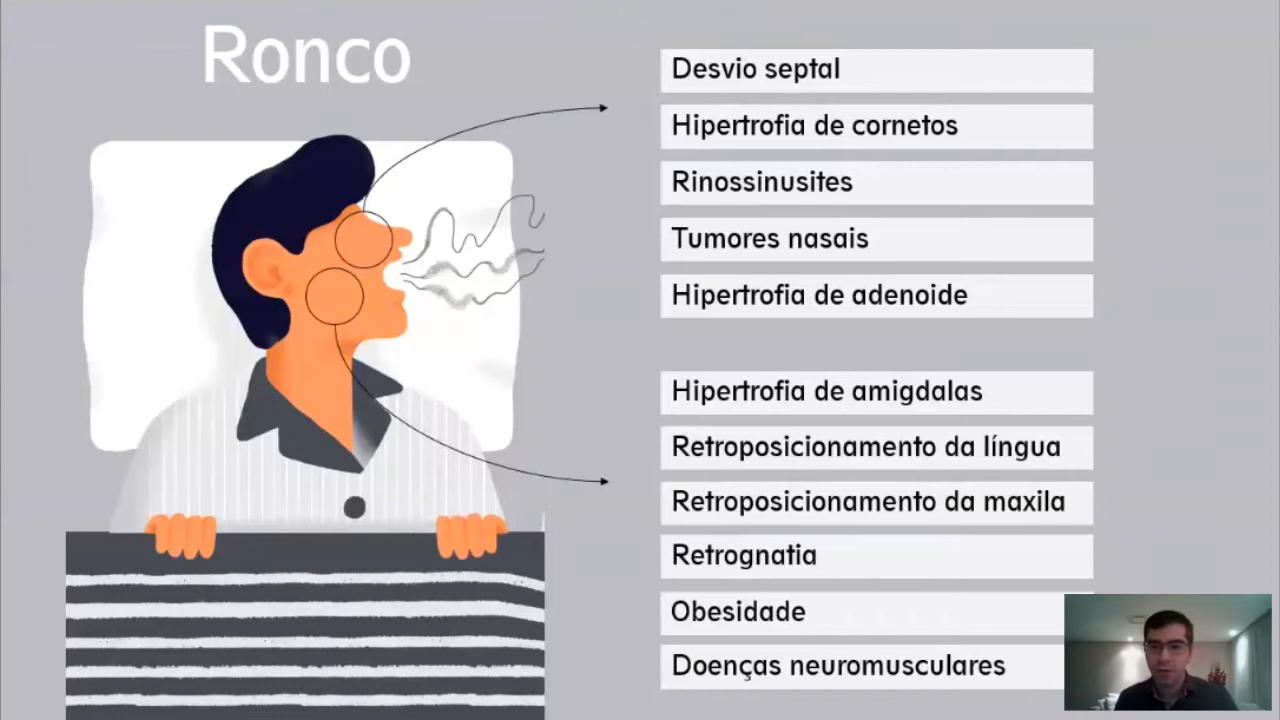 Ronco
Desvio septal
Hipertrofia de cornetos
Rinossinusites
Tumores nasais
Hipertrofia de adenoide
Hipertrofia de amigdalas
Retroposicionamento da língua
Retroposicionamento da maxila
Retrognatia
Obesidade
Doenças neuromusculares